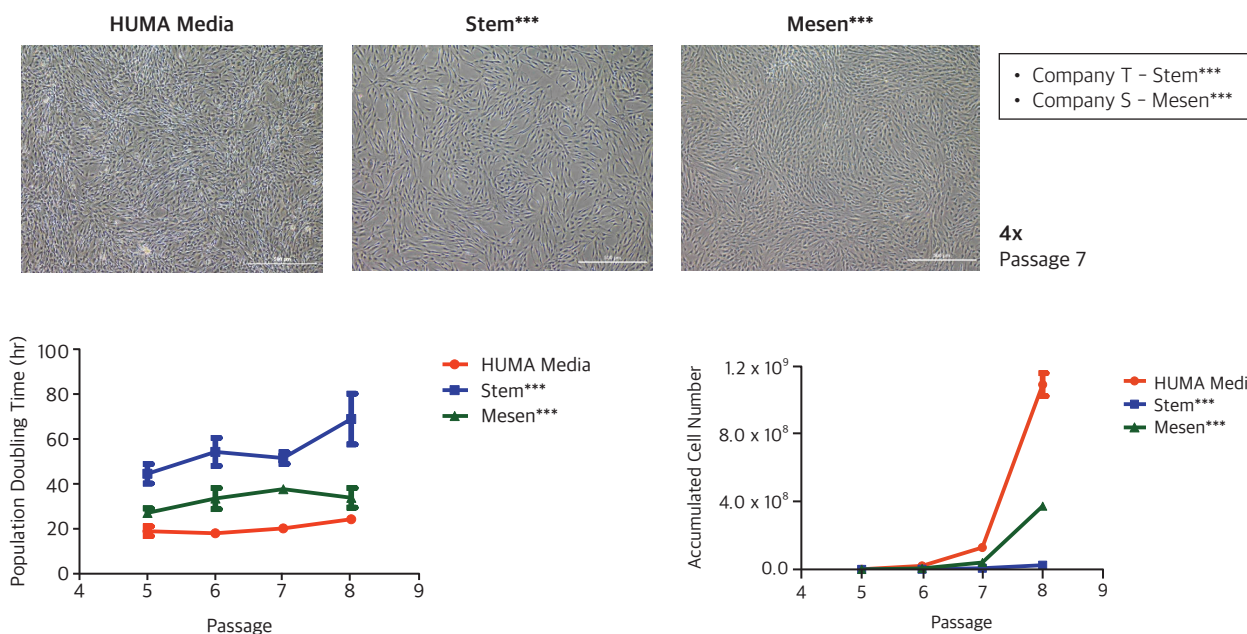 HUMA Media
Stem***
Mesen***
• Company T – Stem***
• Company S – Mesen***
4x
Passage 7
Population Doubling Time (hr)
100
80
60
40
20
0
4
5
6
7
8
9
Passage
HUMA Media
Stem***
Mesen***
Accumulated Cell Number
1.2 x 10⁹
8.0 x 10⁸
4.0 x 10⁸
0.0
4
5
6
7
8
9
Passage
HUMA Medi
Stem***
Mesen***